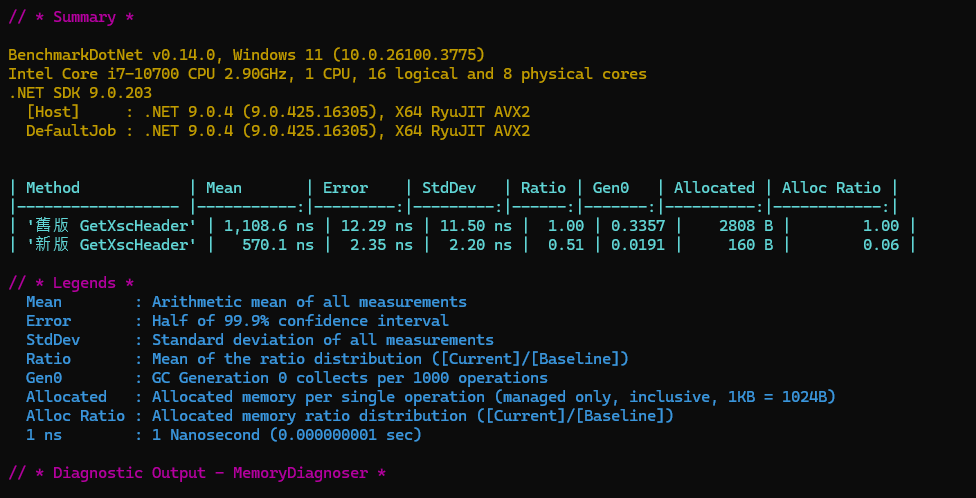 // * Summary *
BenchmarkDotNet v0.14.0, Windows 11 (10.0.26100.3775)
Intel Core i7-10700 CPU 2.90GHz, 1 CPU, 16 logical and 8 physical cores
.NET SDK 9.0.203
  [Host]     : .NET 9.0.4 (9.0.425.16305), X64 RyuJIT AVX2
  DefaultJob : .NET 9.0.4 (9.0.425.16305), X64 RyuJIT AVX2
| Method            | Mean       | Error    | StdDev   | Ratio | Gen0   | Allocated | Alloc Ratio |
|------------------ |-----------:|---------:|---------:|------:|-------:|----------:|------------:|
| '舊版 GetXscHeader' | 1,108.6 ns | 12.29 ns | 11.50 ns |  1.00 | 0.3357 |    2808 B |        1.00 |
| '新版 GetXscHeader' |   570.1 ns |  2.35 ns |  2.20 ns |  0.51 | 0.0191 |     160 B |        0.06 |
// * Legends *
  Mean        : Arithmetic mean of all measurements
  Error       : Half of 99.9% confidence interval
  StdDev      : Standard deviation of all measurements
  Ratio       : Mean of the ratio distribution ([Current]/[Baseline])
  Gen0        : GC Generation 0 collects per 1000 operations
  Allocated   : Allocated memory per single operation (managed only, inclusive, 1KB = 1024B)
  Alloc Ratio : Allocated memory ratio distribution ([Current]/[Baseline])
  1 ns        : 1 Nanosecond (0.000000001 sec)
// * Diagnostic Output - MemoryDiagnoser *